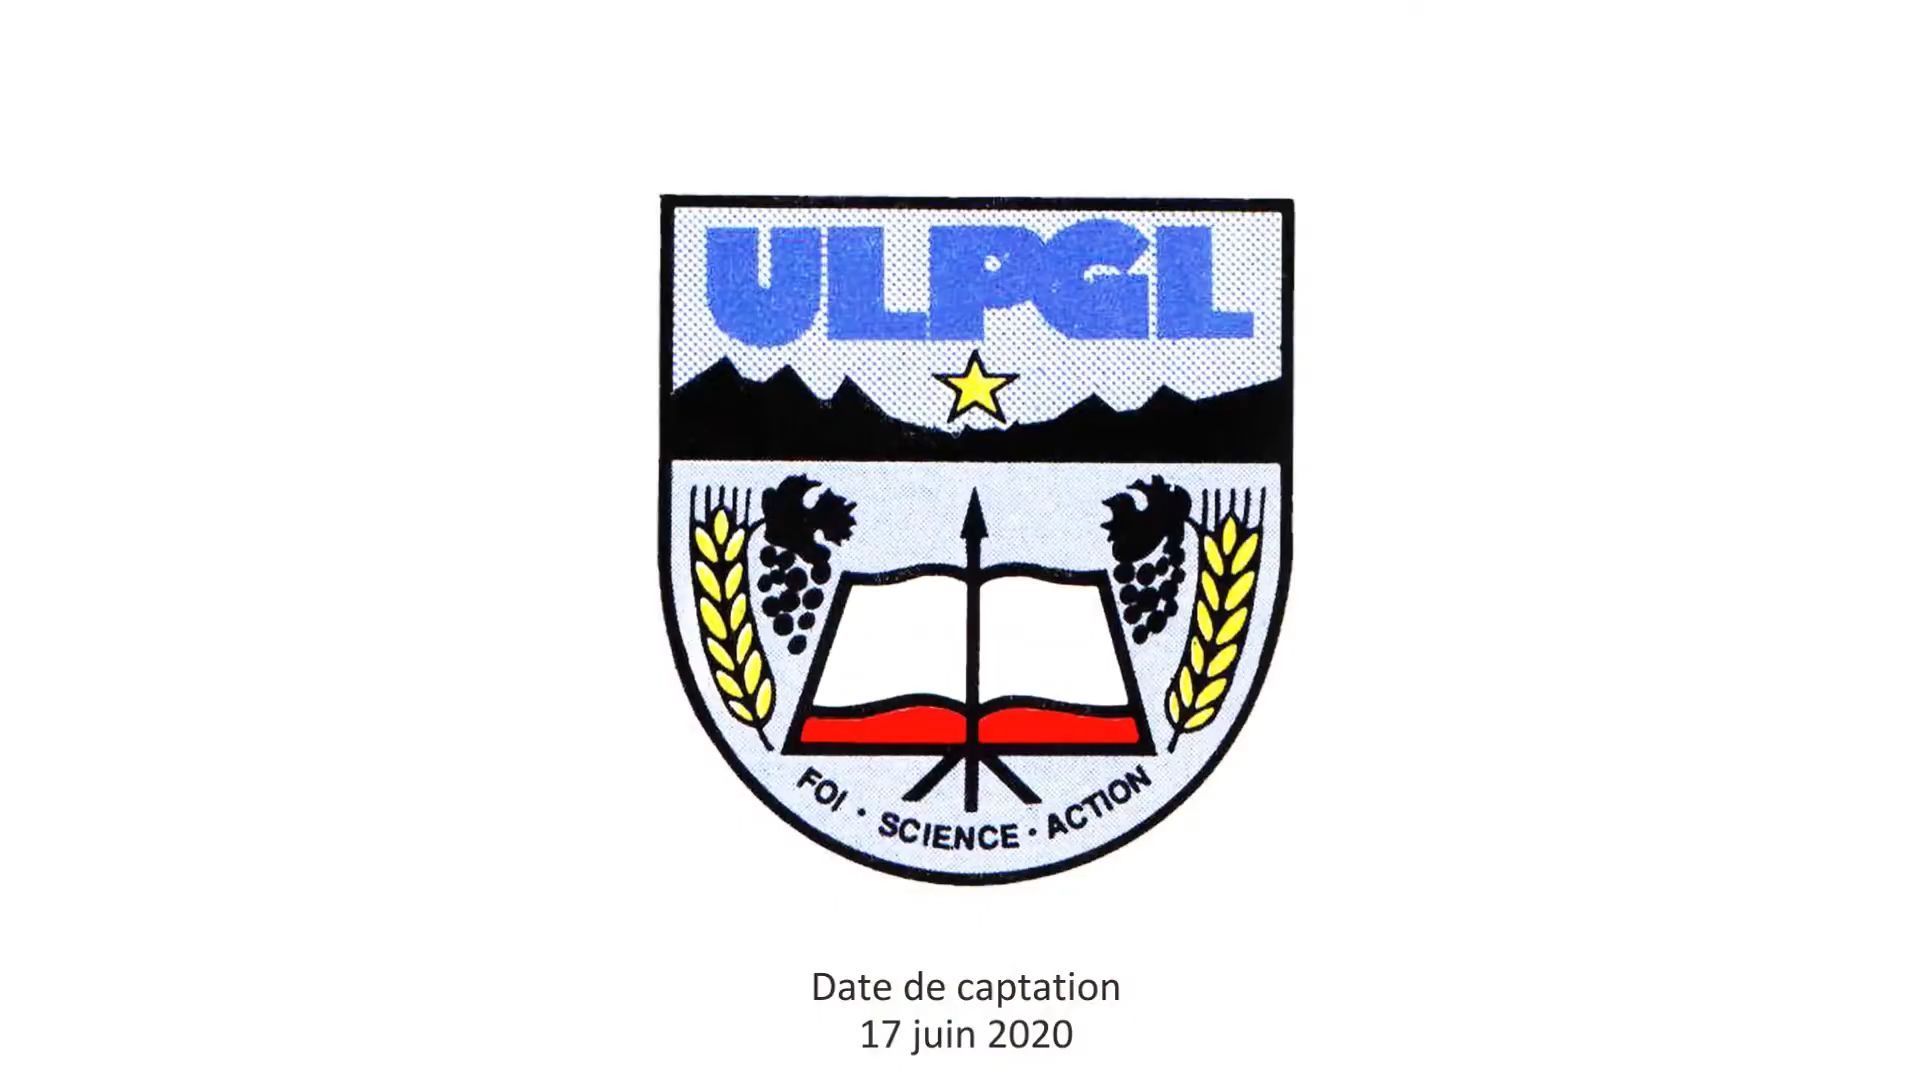 ULPGL
FOI · SCIENCE · ACTION
Date de captation
17 juin 2020